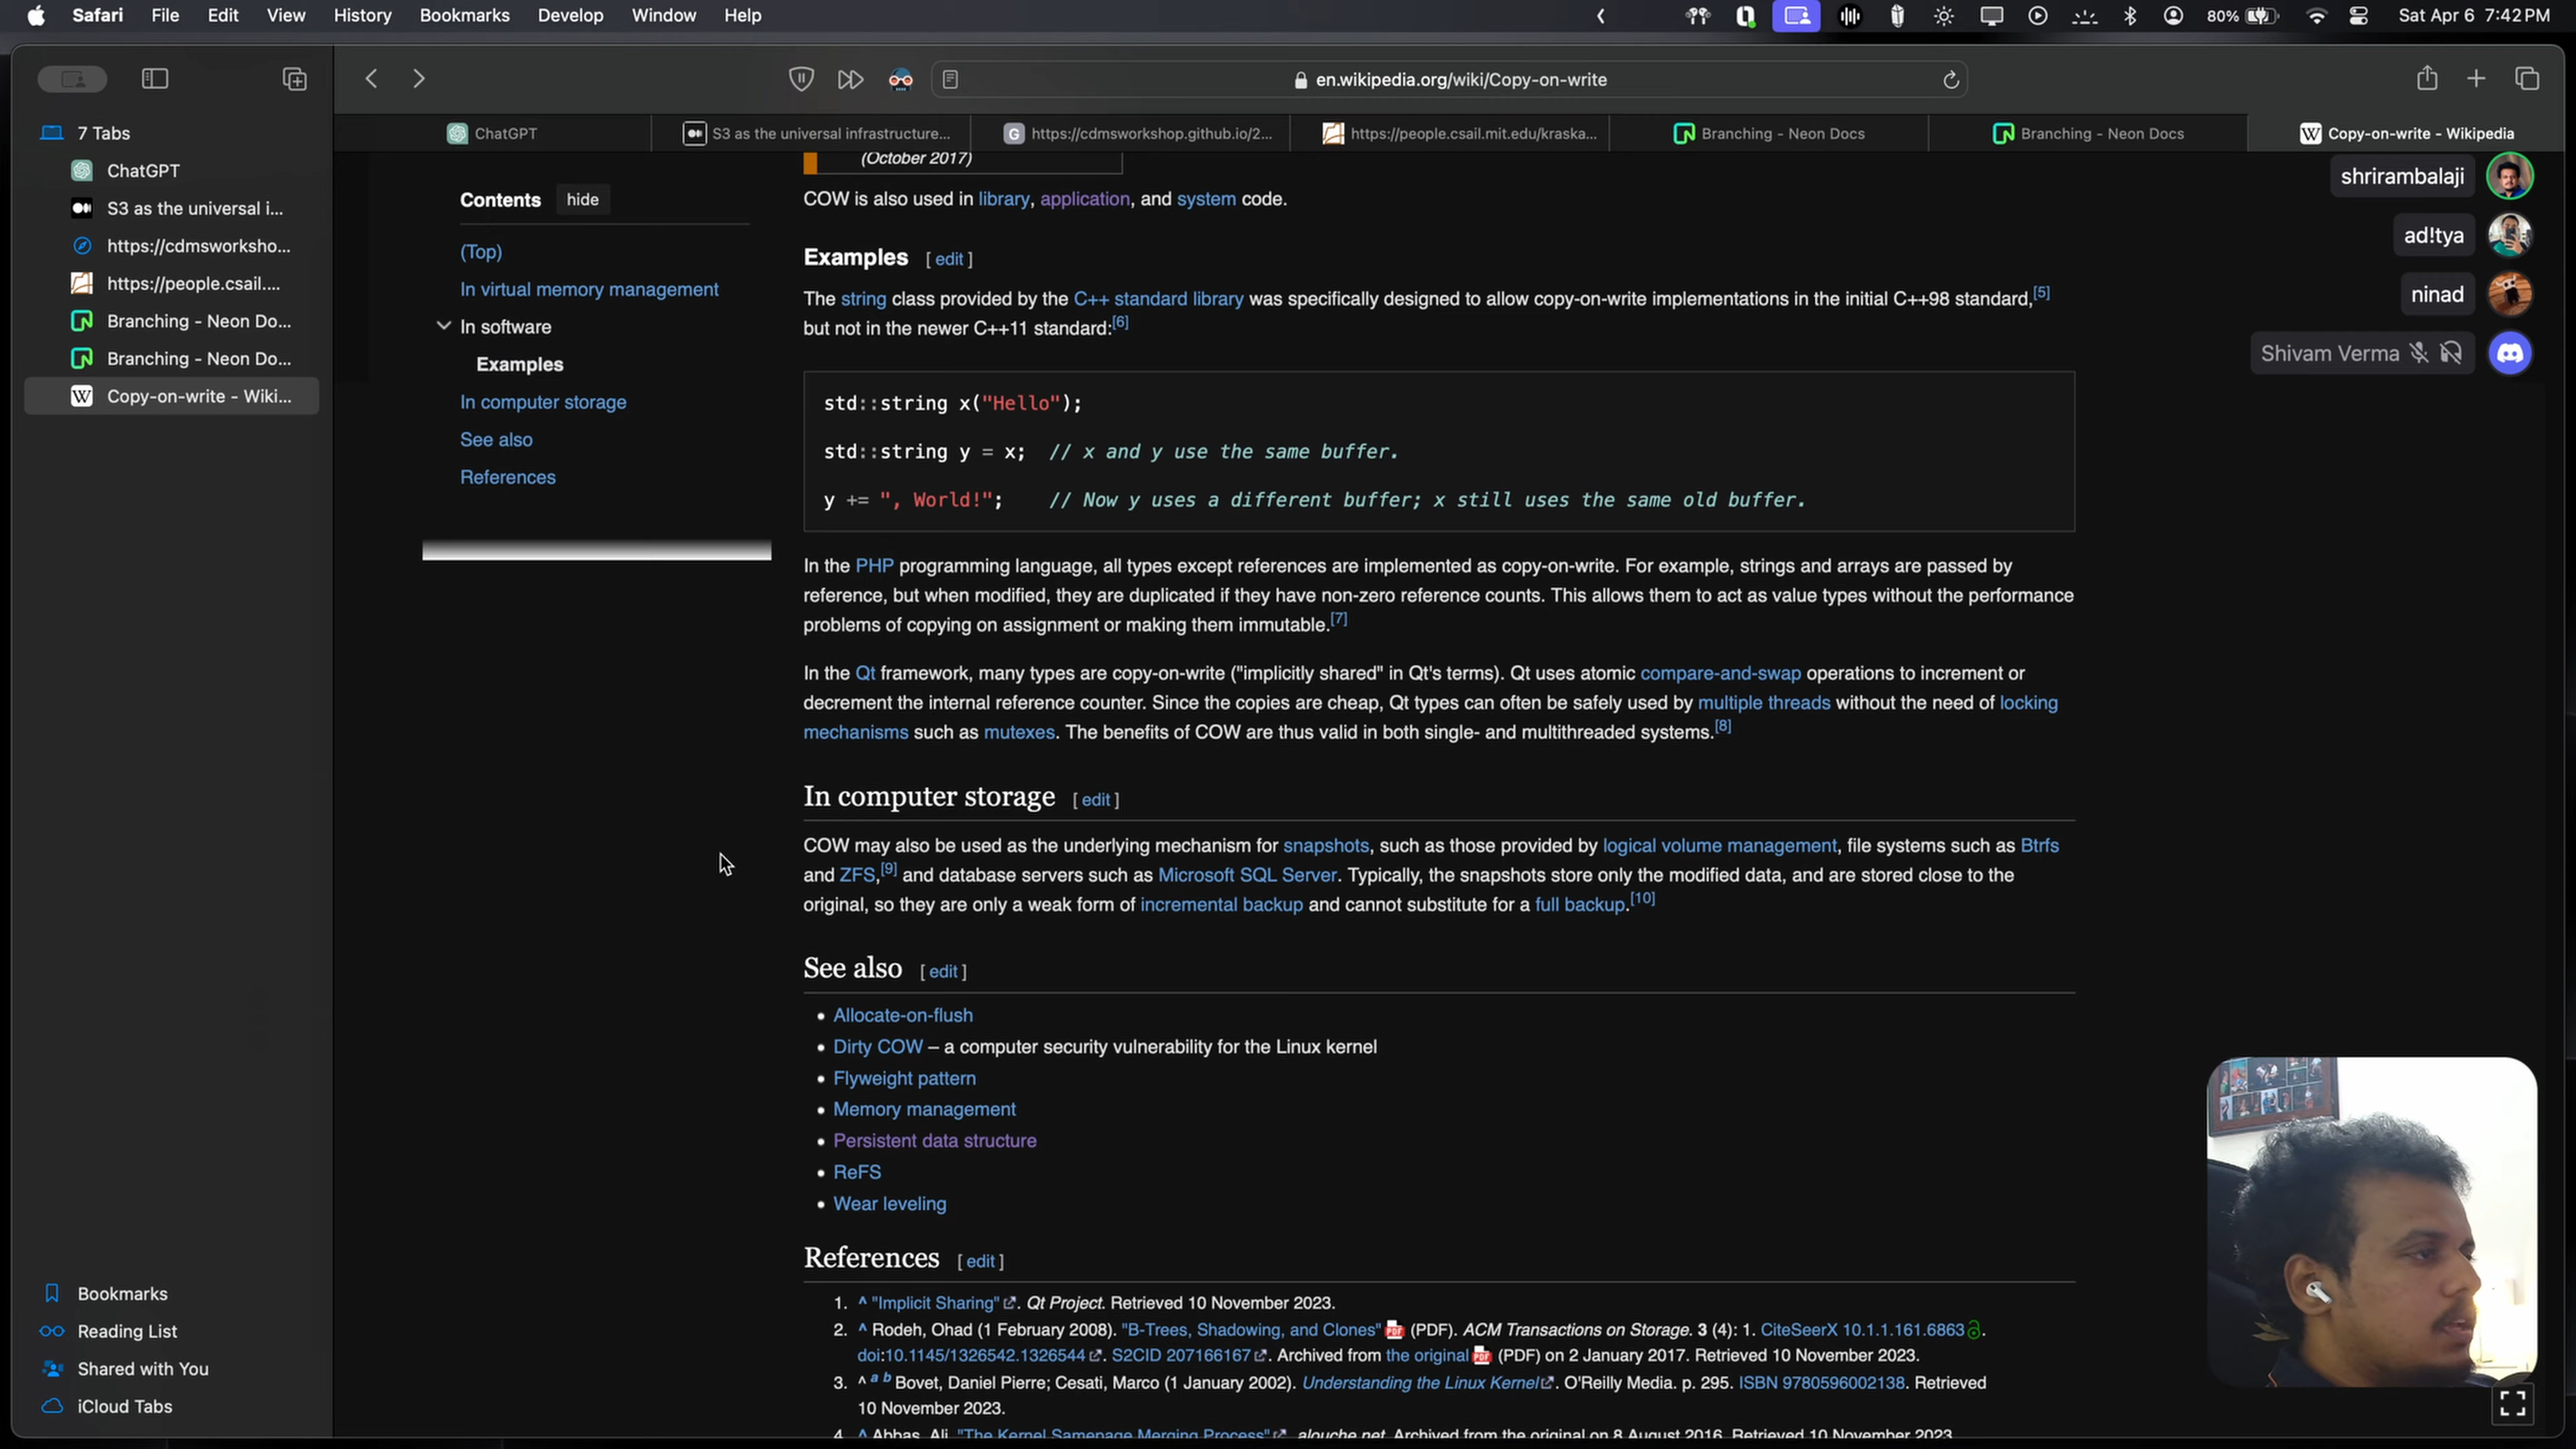 Safari File Edit View History Bookmarks Develop Window Help
80% Sat Apr 6 7:42 PM
en.wikipedia.org/wiki/Copy-on-write
7 Tabs
ChatGPT
S3 as the universal i...
https://cdmsworksho...
https://people.csail....
Branching - Neon Do...
Branching - Neon Do...
Copy-on-write - Wiki...
Bookmarks
Reading List
Shared with You
iCloud Tabs
ChatGPT
S3 as the universal infrastructure...
https://cdmsworkshop.github.io/2...
https://people.csail.mit.edu/kraska...
Branching - Neon Docs
Branching - Neon Docs
Copy-on-write - Wikipedia
Contents hide
(Top)
In virtual memory management
In software
Examples
In computer storage
See also
References
(October 2017)
COW is also used in library, application, and system code.
Examples [ edit ]
The string class provided by the C++ standard library was specifically designed to allow copy-on-write implementations in the initial C++98 standard,[5]
but not in the newer C++11 standard:[6]
std::string x("Hello");
std::string y = x;  // x and y use the same buffer.
y += ", World!";    // Now y uses a different buffer; x still uses the same old buffer.
In the PHP programming language, all types except references are implemented as copy-on-write. For example, strings and arrays are passed by
reference, but when modified, they are duplicated if they have non-zero reference counts. This allows them to act as value types without the performance
problems of copying on assignment or making them immutable.[7]
In the Qt framework, many types are copy-on-write ("implicitly shared" in Qt's terms). Qt uses atomic compare-and-swap operations to increment or
decrement the internal reference counter. Since the copies are cheap, Qt types can often be safely used by multiple threads without the need of locking
mechanisms such as mutexes. The benefits of COW are thus valid in both single- and multithreaded systems.[8]
In computer storage [ edit ]
COW may also be used as the underlying mechanism for snapshots, such as those provided by logical volume management, file systems such as Btrfs
and ZFS,[9] and database servers such as Microsoft SQL Server. Typically, the snapshots store only the modified data, and are stored close to the
original, so they are only a weak form of incremental backup and cannot substitute for a full backup.[10]
See also [ edit ]
Allocate-on-flush
Dirty COW – a computer security vulnerability for the Linux kernel
Flyweight pattern
Memory management
Persistent data structure
ReFS
Wear leveling
References [ edit ]
1. ^ "Implicit Sharing". Qt Project. Retrieved 10 November 2023.
2. ^ Rodeh, Ohad (1 February 2008). "B-Trees, Shadowing, and Clones" (PDF). ACM Transactions on Storage. 3 (4): 1. CiteSeerX 10.1.1.161.6863.
doi:10.1145/1326542.1326544. S2CID 207166167. Archived from the original (PDF) on 2 January 2017. Retrieved 10 November 2023.
3. ^ a b Bovet, Daniel Pierre; Cesati, Marco (1 January 2002). Understanding the Linux Kernel. O'Reilly Media. p. 295. ISBN 9780596002138. Retrieved
10 November 2023.
4. ^ Abbas, Ali. "The Kernel Samepage Merging Process". alouche.net. Archived from the original on 8 August 2016. Retrieved 10 November 2023.
shrirambalaji
ad!tya
ninad
Shivam Verma